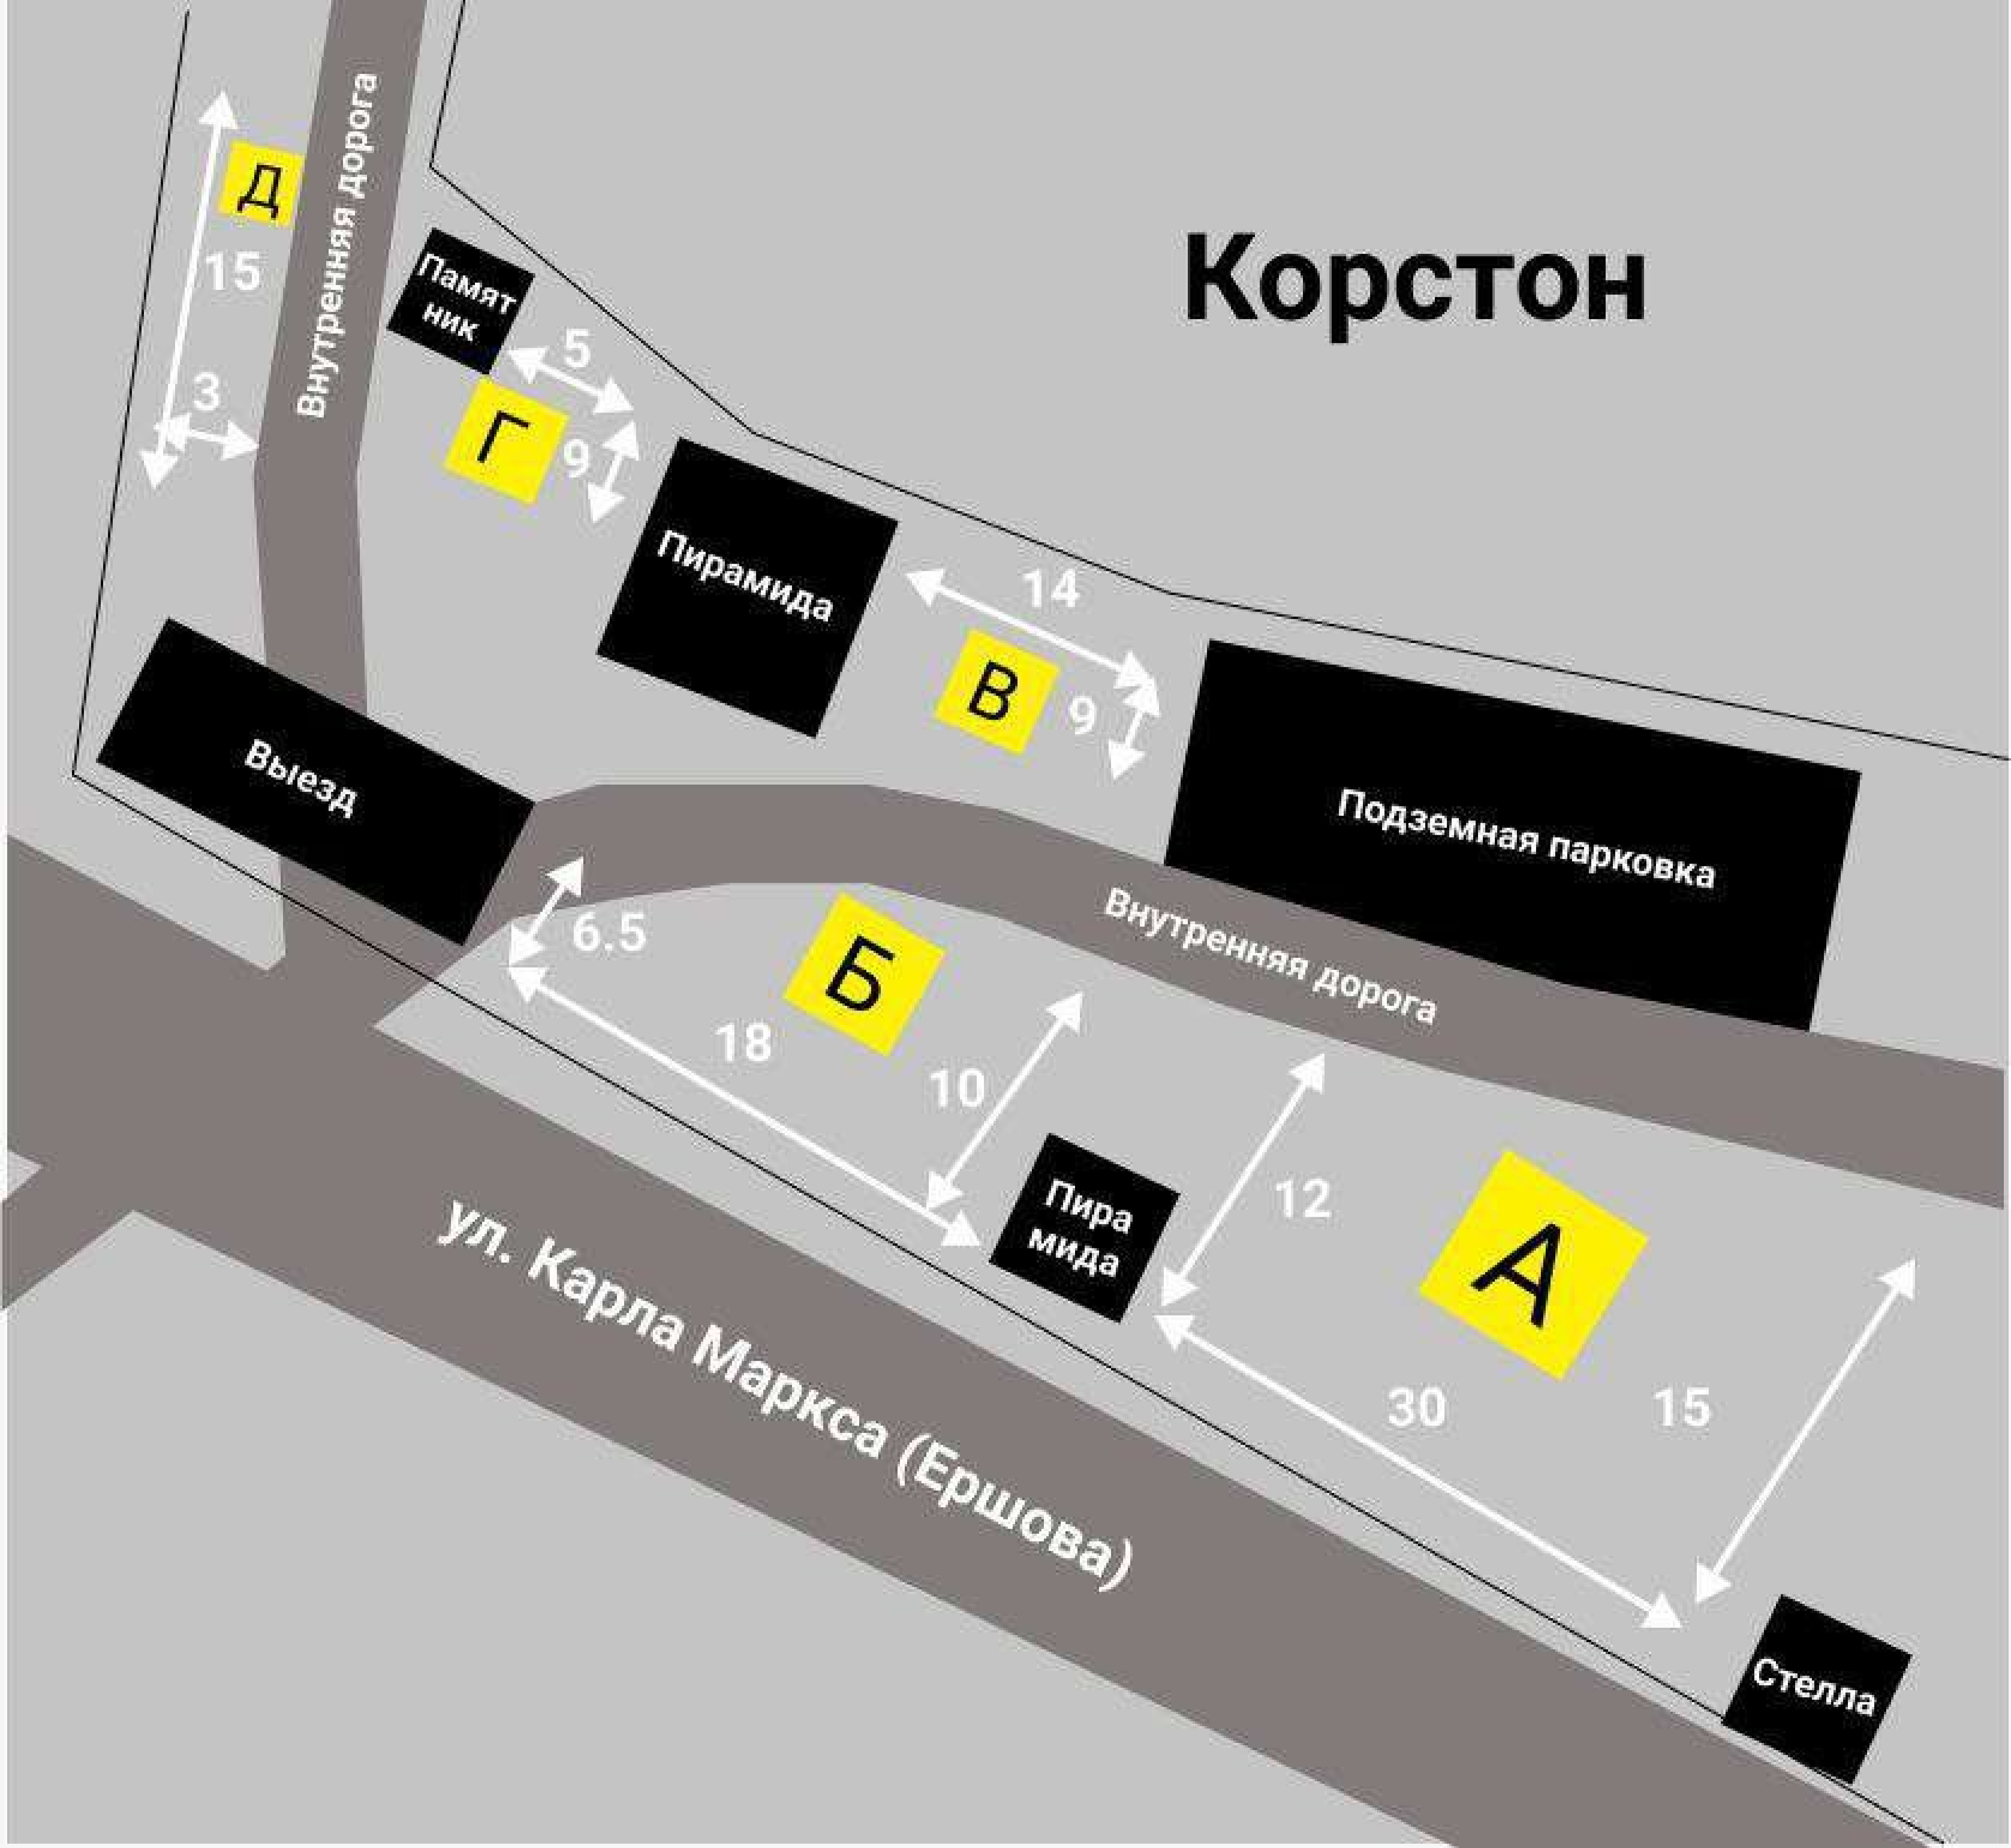 Внутренняя дорога
Д
15
3
Памят
ник
5
Г
9
Корстон
Пирамида
14
В
9
Подземная парковка
Выезд
6.5
Б
Внутренняя дорога
18
10
Пира
мида
12
А
30
15
ул. Карла Маркса (Ершова)
Стелла